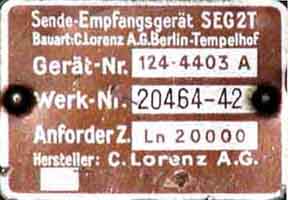 Sende-Empfangsgerät SEG2T
Bauart:C.Lorenz A.G.Berlin-Tempelhof
Gerät-Nr. 124-4403 A
Werk-Nr. 20464-42
Anforder Z. Ln 20000
Hersteller: C. Lorenz A.G.